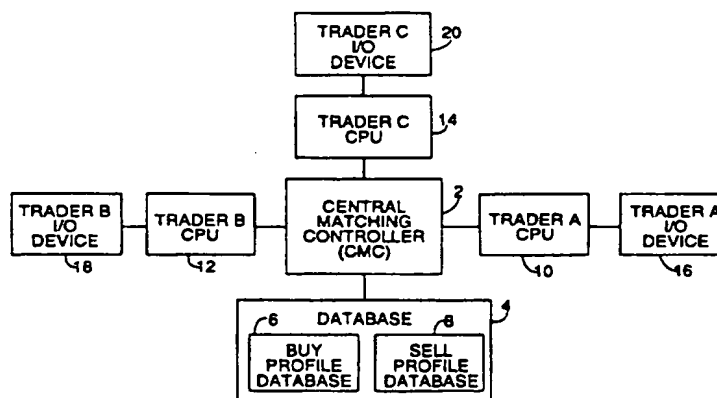 TRADER C
I/O
DEVICE
20
TRADER C
CPU
14
TRADER B
I/O
DEVICE
18
TRADER B
CPU
12
CENTRAL
MATCHING
CONTROLLER
(CMC)
2
TRADER A
CPU
10
TRADER A
I/O
DEVICE
16
DATABASE
4
6
BUY
PROFILE
DATABASE
8
SELL
PROFILE
DATABASE